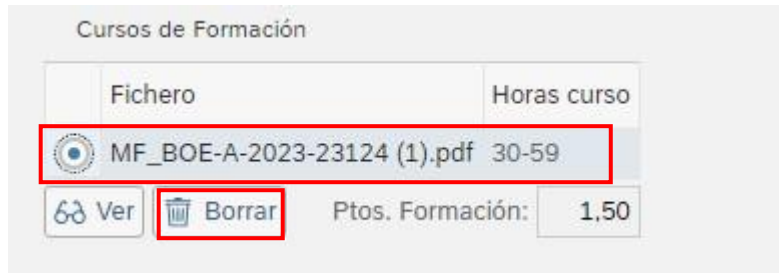 Cursos de Formación
Fichero Horas curso
MF_BOE-A-2023-23124 (1).pdf 30-59
Ver Borrar Ptos. Formación: 1,50